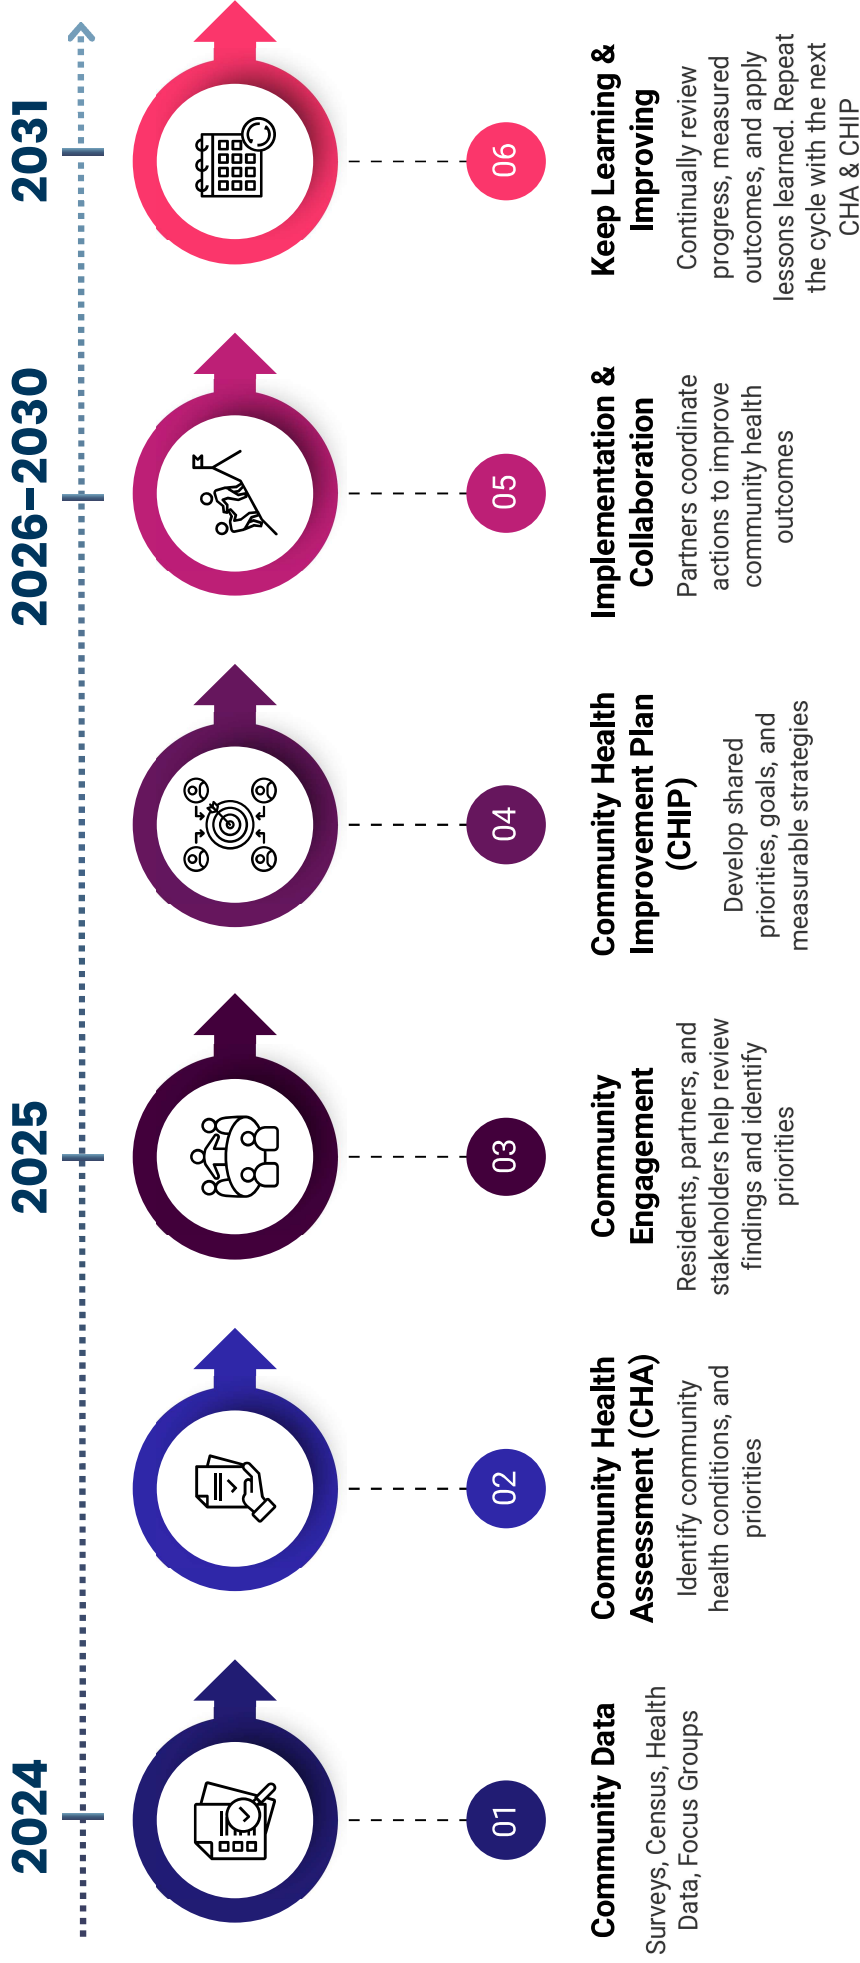 2024
2025
2026–2030
2031
01
Community Data
Surveys, Census, Health
Data, Focus Groups
02
Community Health
Assessment (CHA)
Identify community
health conditions, and
priorities
03
Community
Engagement
Residents, partners, and
stakeholders help review
findings and identify
priorities
04
Community Health
Improvement Plan
(CHIP)
Develop shared
priorities, goals, and
measurable strategies
05
Implementation &
Collaboration
Partners coordinate
actions to improve
community health
outcomes
06
Keep Learning &
Improving
Continually review
progress, measured
outcomes, and apply
lessons learned. Repeat
the cycle with the next
CHA & CHIP